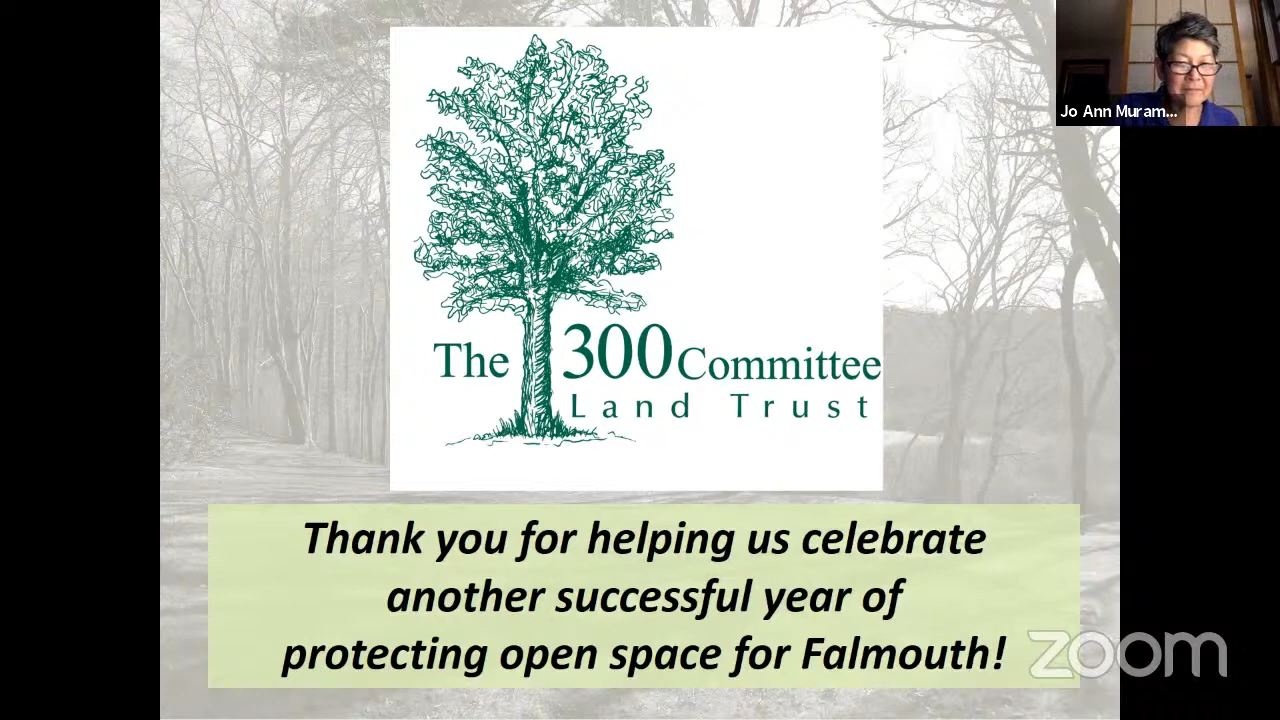 Jo Ann Muram...
The 300 Committee
Land Trust
Thank you for helping us celebrate
another successful year of
protecting open space for Falmouth!
zoom